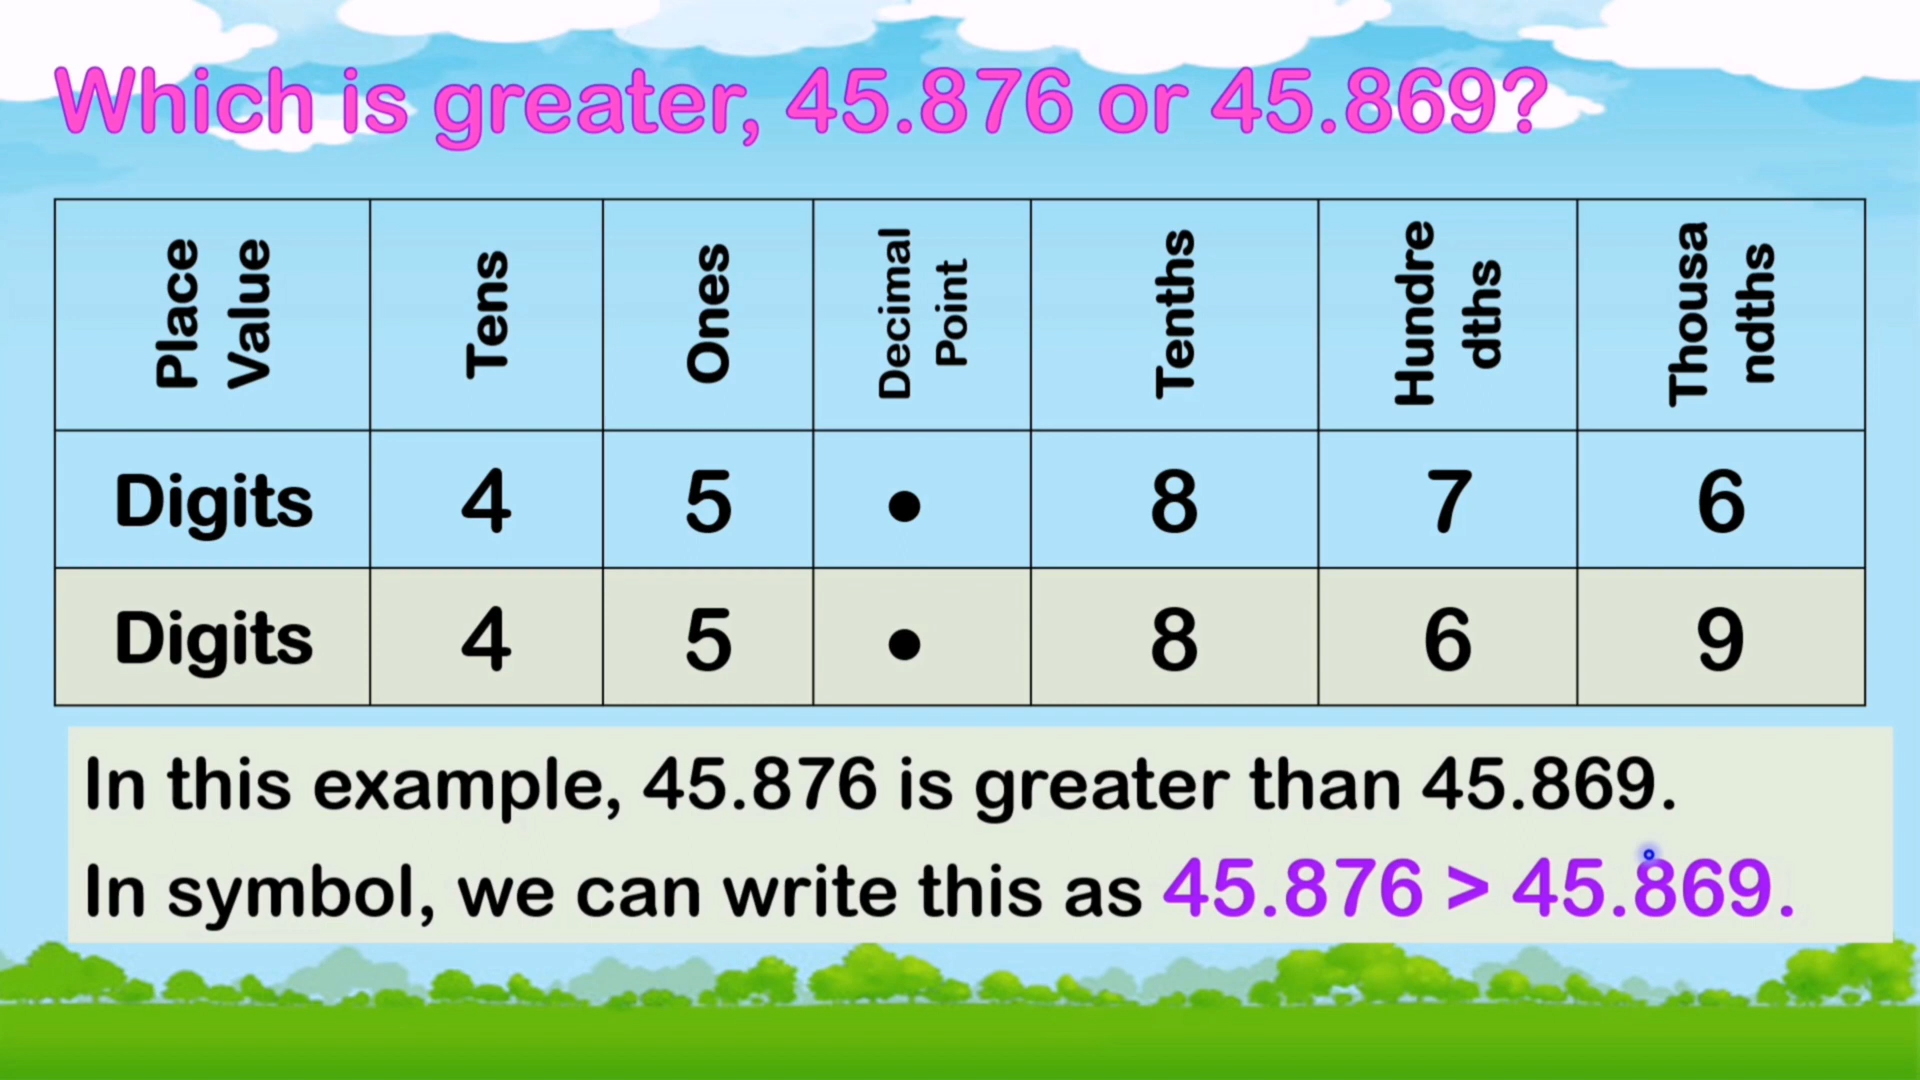 Which is greater, 45.876 or 45.869?
Place Value Tens Ones Decimal Point Tenths Hundre dths Thousa ndths
Digits 4 5 • 8 7 6
Digits 4 5 • 8 6 9
In this example, 45.876 is greater than 45.869.
In symbol, we can write this as 45.876 > 45.869.